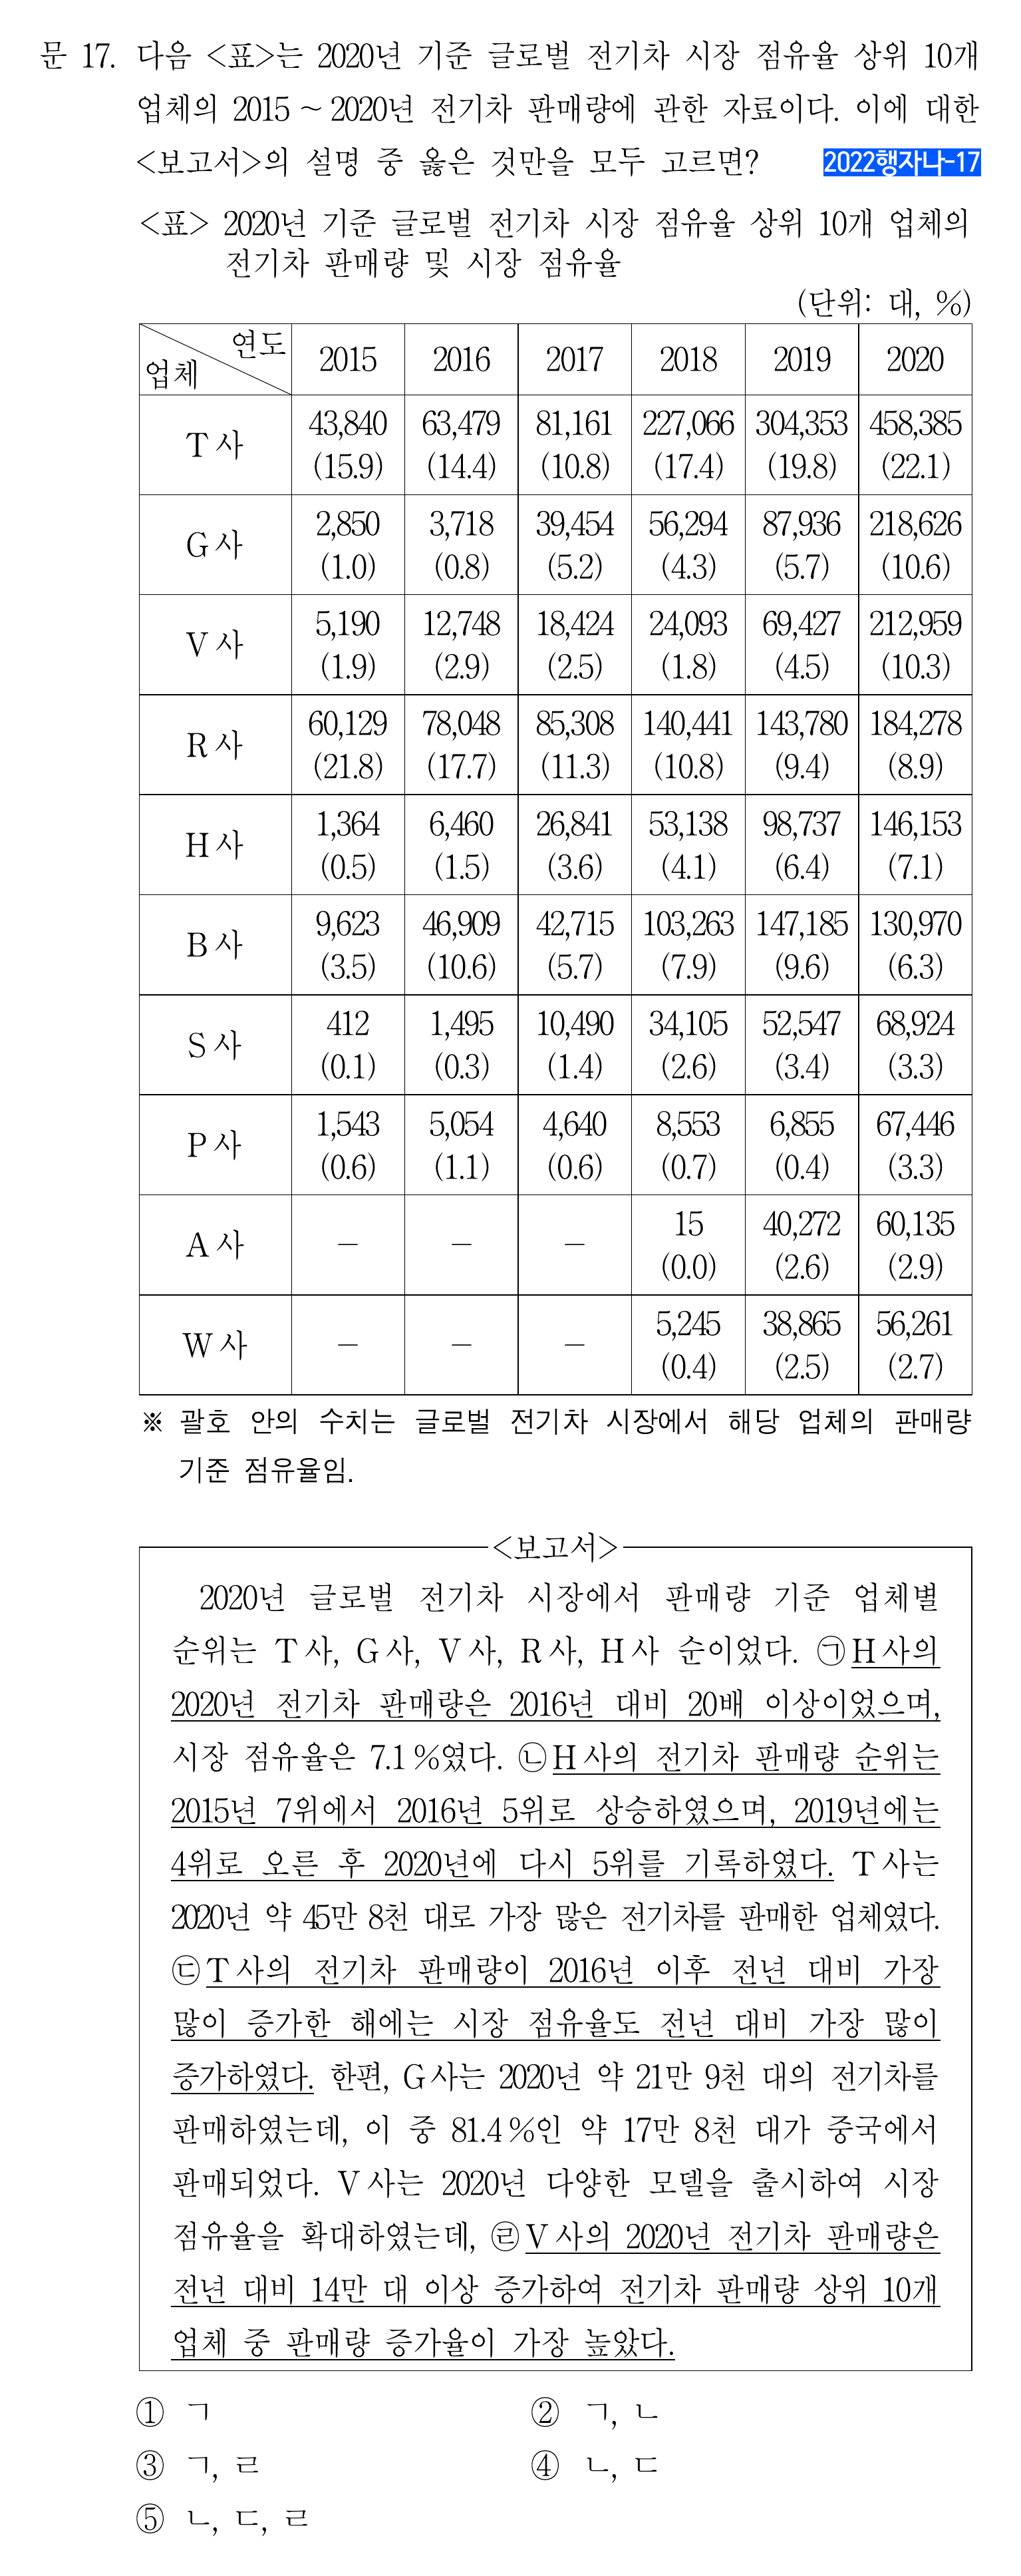 문 17. 다음 <표>는 2020년 기준 글로벌 전기차 시장 점유율 상위 10개
업체의 2015 ~ 2020년 전기차 판매량에 관한 자료이다. 이에 대한
<보고서>의 설명 중 옳은 것만을 모두 고르면? 2022행자나-17
<표> 2020년 기준 글로벌 전기차 시장 점유율 상위 10개 업체의
전기차 판매량 및 시장 점유율
(단위: 대, %)
연도
업체 2015 2016 2017 2018 2019 2020
T사 43,840 63,479 81,161 227,066 304,353 458,385
(15.9) (14.4) (10.8) (17.4) (19.8) (22.1)
G사 2,850 3,718 39,454 56,294 87,936 218,626
(1.0) (0.8) (5.2) (4.3) (5.7) (10.6)
V사 5,190 12,748 18,424 24,093 69,427 212,959
(1.9) (2.9) (2.5) (1.8) (4.5) (10.3)
R사 60,129 78,048 85,308 140,441 143,780 184,278
(21.8) (17.7) (11.3) (10.8) (9.4) (8.9)
H사 1,364 6,460 26,841 53,138 98,737 146,153
(0.5) (1.5) (3.6) (4.1) (6.4) (7.1)
B사 9,623 46,909 42,715 103,263 147,185 130,970
(3.5) (10.6) (5.7) (7.9) (9.6) (6.3)
S사 412 1,495 10,490 34,105 52,547 68,924
(0.1) (0.3) (1.4) (2.6) (3.4) (3.3)
P사 1,543 5,054 4,640 8,553 6,855 67,446
(0.6) (1.1) (0.6) (0.7) (0.4) (3.3)
A사 － － － 15 40,272 60,135
(0.0) (2.6) (2.9)
W사 － － － 5,245 38,865 56,261
(0.4) (2.5) (2.7)
※ 괄호 안의 수치는 글로벌 전기차 시장에서 해당 업체의 판매량
기준 점유율임.
<보고서>
2020년 글로벌 전기차 시장에서 판매량 기준 업체별
순위는 T사, G사, V사, R사, H사 순이었다. ㉠H사의
2020년 전기차 판매량은 2016년 대비 20배 이상이었으며,
시장 점유율은 7.1%였다. ㉡H사의 전기차 판매량 순위는
2015년 7위에서 2016년 5위로 상승하였으며, 2019년에는
4위로 오른 후 2020년에 다시 5위를 기록하였다. T사는
2020년 약 45만 8천 대로 가장 많은 전기차를 판매한 업체였다.
㉢T사의 전기차 판매량이 2016년 이후 전년 대비 가장
많이 증가한 해에는 시장 점유율도 전년 대비 가장 많이
증가하였다. 한편, G사는 2020년 약 21만 9천 대의 전기차를
판매하였는데, 이 중 81.4%인 약 17만 8천 대가 중국에서
판매되었다. V사는 2020년 다양한 모델을 출시하여 시장
점유율을 확대하였는데, ㉣V사의 2020년 전기차 판매량은
전년 대비 14만 대 이상 증가하여 전기차 판매량 상위 10개
업체 중 판매량 증가율이 가장 높았다.
① ㄱ ② ㄱ, ㄴ
③ ㄱ, ㄹ ④ ㄴ, ㄷ
⑤ ㄴ, ㄷ, ㄹ